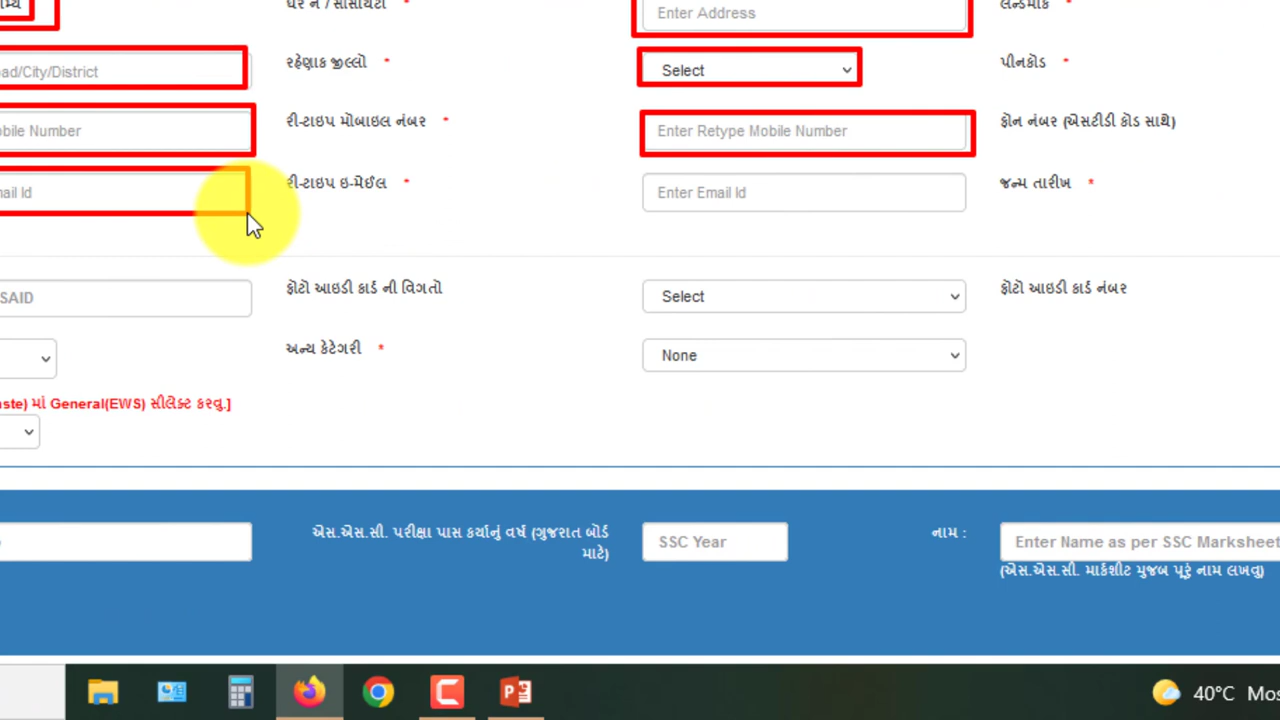 ઘર નં / સોસાયટી * Enter Address લેન્ડમાર્ક *
ad/City/District રહેણાક જીલ્લો * Select પીનકોડ *
obile Number રી-ટાઇપ મોબાઇલ નંબર * Enter Retype Mobile Number ફોન નંબર (એસટીડી કોડ સાથે)
ail Id રી-ટાઇપ ઇ-મેઈલ * Enter Email Id જન્મ તારીખ *
SAID ફોટો આઇડી કાર્ડ ની વિગતો Select ફોટો આઇડી કાર્ડ નંબર
અન્ય કેટેગરી * None
aste) માં General(EWS) સીલેક્ટ કરવુ.]
એસ.એસ.સી. પરીક્ષા પાસ કર્યાનું વર્ષ (ગુજરાત બોર્ડ માટે) SSC Year નામ : Enter Name as per SSC Marksheet
(એસ.એસ.સી. માર્કશીટ મુજબ પૂરું નામ લખવુ)
40°C Mos